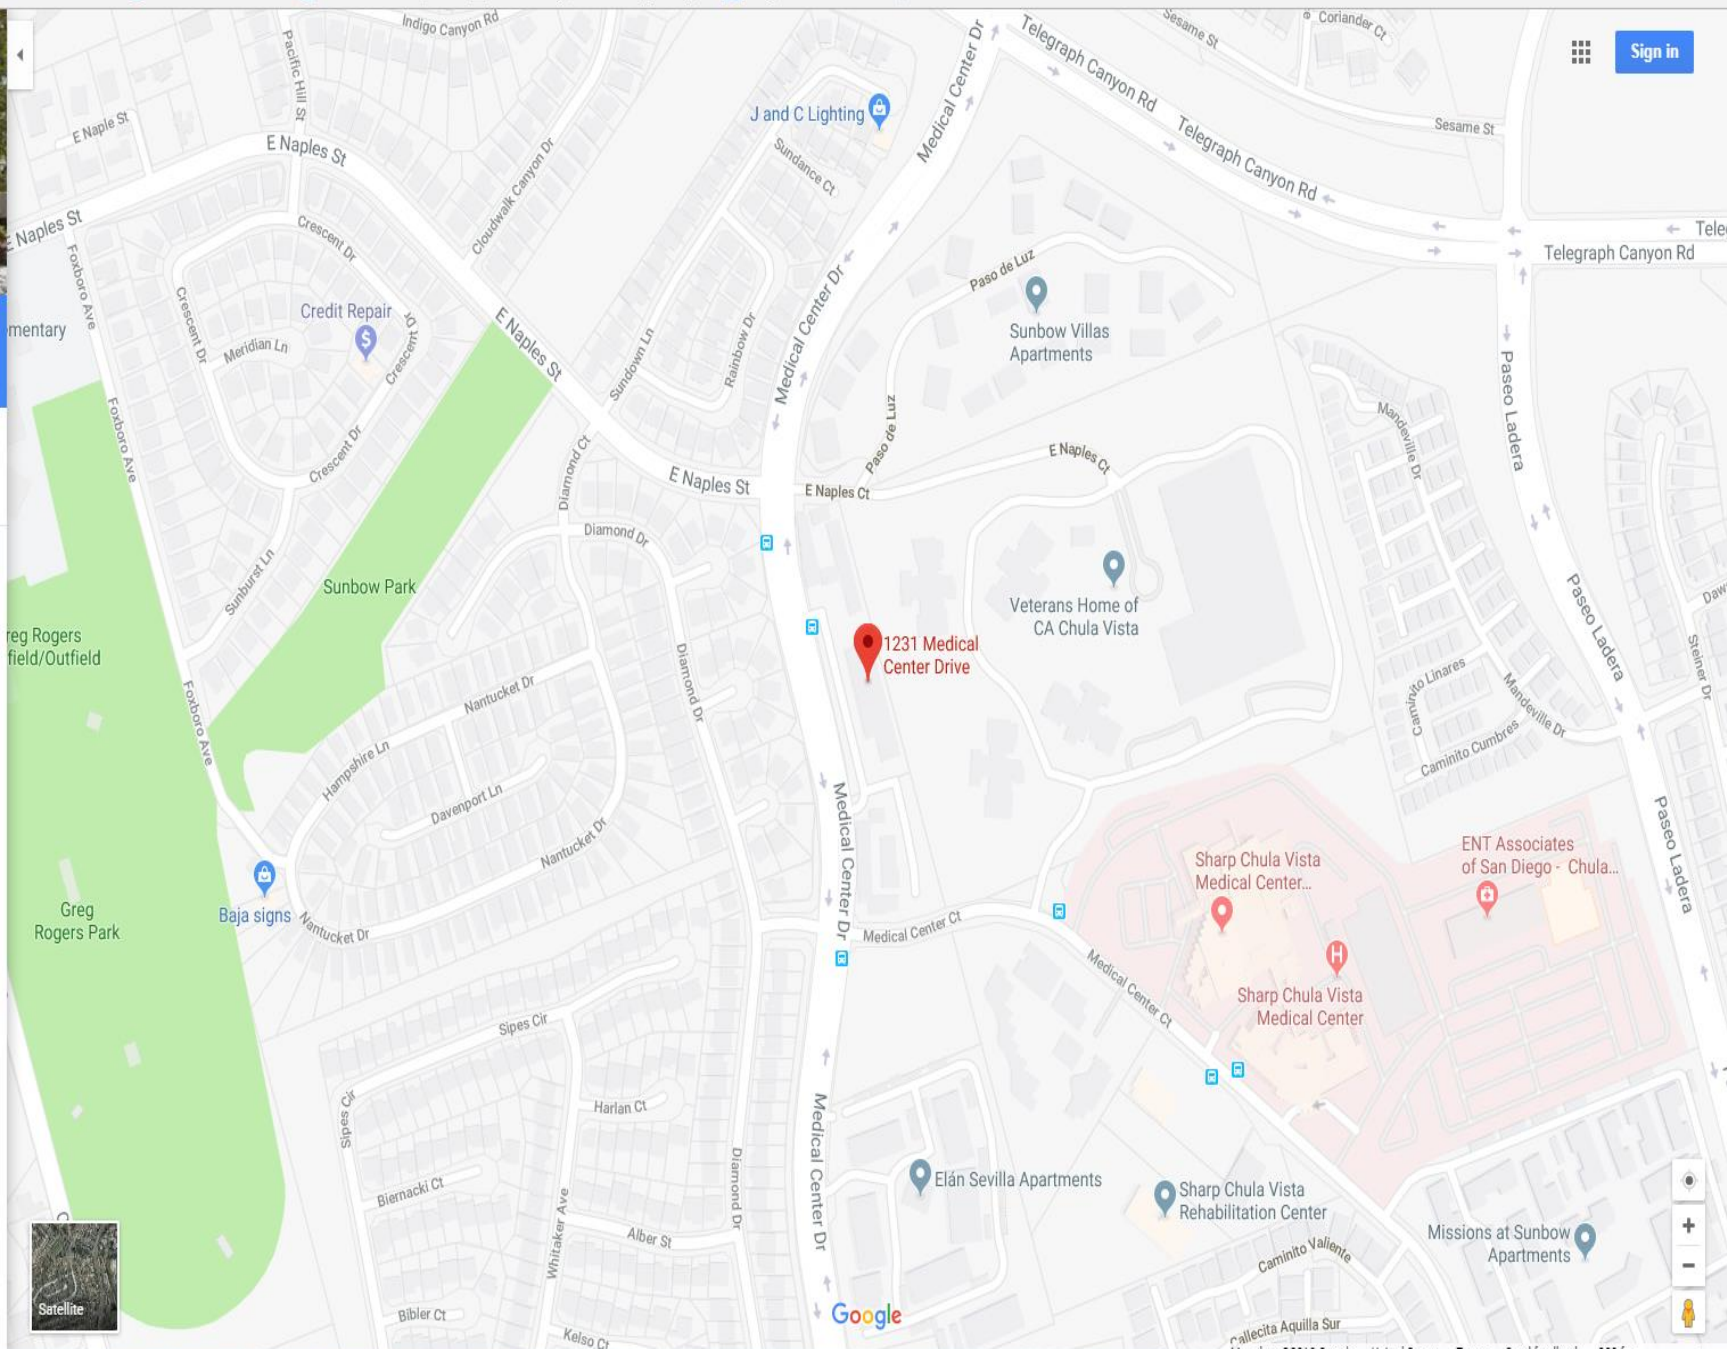 Indigo Canyon Rd
Pacific Hill St
Medical Center Dr
Telegraph Canyon Rd
Sesame St
Coriander Ct
Sign in
E Naple St
E Naples St
Cloudwalk Canyon Dr
J and C Lighting
Sundance Ct
Medical Center Dr
Telegraph Canyon Rd
Sesame St
E Naples St
Foxboro Ave
Crescent Dr
Paso de Luz
Tele
Telegraph Canyon Rd
Crescent Dr
Credit Repair
Meridian Ln
Crescent Dr
E Naples St
Sundown Ln
Rainbow Dr
Sunbow Villas
Apartments
mentary
Foxboro Ave
Crescent Dr
Paso de Luz
Mandeville Dr
Paseo Ladera
Diamond Ct
E Naples St
E Naples Ct
E Naples Ct
Diamond Dr
Sunburst Ln
Sunbow Park
Veterans Home of
CA Chula Vista
Paseo Ladera
Daw
Steiner Dr
reg Rogers
field/Outfield
1231 Medical
Center Drive
Foxboro Ave
Nantucket Dr
Diamond Dr
Caminito Linares
Mandeville Dr
Caminito Cumbres
Hampshire Ln
Davenport Ln
Nantucket Dr
Medical Center Dr
Paseo Ladera
Sharp Chula Vista
Medical Center...
ENT Associates
of San Diego - Chula...
Greg
Rogers Park
Baja signs
Nantucket Dr
Medical Center Ct
Medical Center Ct
H
Sharp Chula Vista
Medical Center
Sipes Cir
Sipes Cir
Harlan Ct
Medical Center Dr
Diamond Dr
Biernacki Ct
Whitaker Ave
Alber St
Elán Sevilla Apartments
Sharp Chula Vista
Rehabilitation Center
Missions at Sunbow
Apartments
Caminito Valiente
Satellite
Bibler Ct
Kelso Ct
Google
Callecita Aquilla Sur